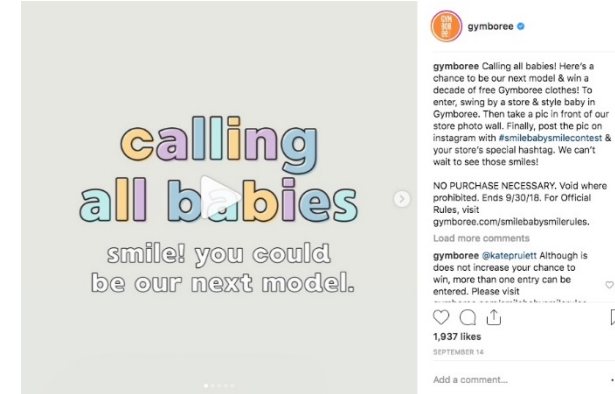 calling
all babies
smile! you could
be our next model.
GYM
BOR
EE
gymboree
gymboree Calling all babies! Here's a
chance to be our next model & win a
decade of free Gymboree clothes! To
enter, swing by a store & style baby in
Gymboree. Then take a pic in front of our
store photo wall. Finally, post the pic on
instagram with #smilebabysmilecontest &
your store's special hashtag. We can't
wait to see those smiles!
NO PURCHASE NECESSARY. Void where
prohibited. Ends 9/30/18. For Official
Rules, visit
gymboree.com/smilebabysmilerules.
Load more comments
gymboree @katepruiett Although is
does not increase your chance to
win, more than one entry can be
entered. Please visit
1,937 likes
SEPTEMBER 14
Add a comment...